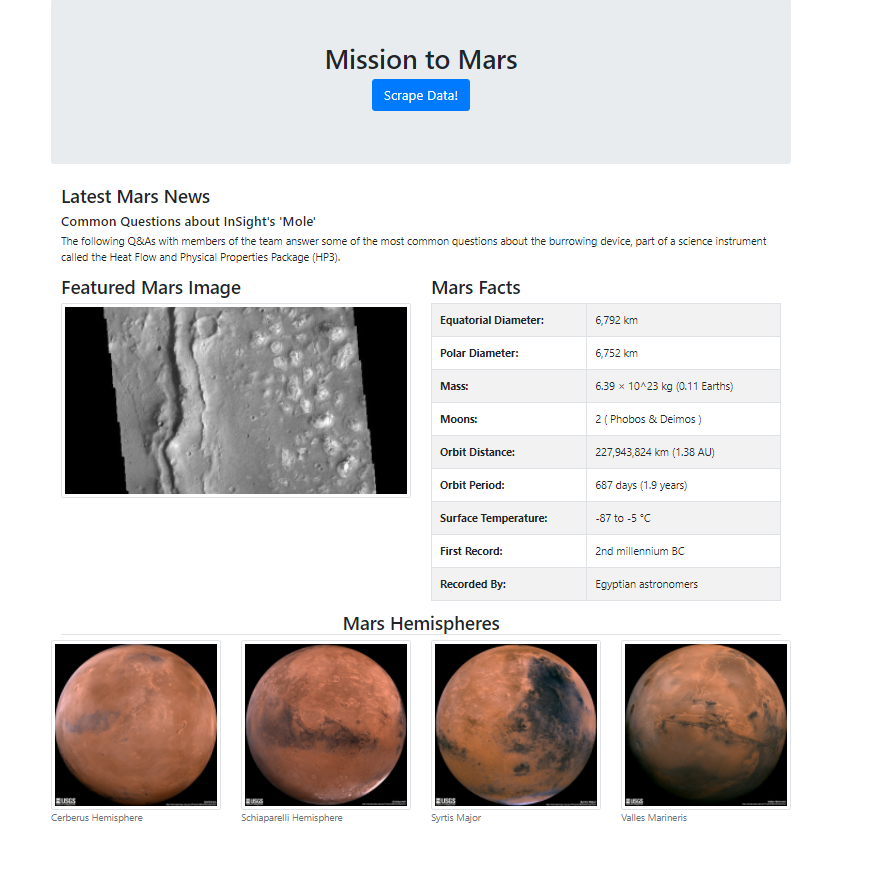 Mission to Mars
Scrape Data!
Latest Mars News
Common Questions about InSight's 'Mole'
The following Q&As with members of the team answer some of the most common questions about the burrowing device, part of a science instrument
called the Heat Flow and Physical Properties Package (HP3).
Featured Mars Image
Mars Facts
Equatorial Diameter: 6,792 km
Polar Diameter: 6,752 km
Mass: 6.39 × 10^23 kg (0.11 Earths)
Moons: 2 ( Phobos & Deimos )
Orbit Distance: 227,943,824 km (1.38 AU)
Orbit Period: 687 days (1.9 years)
Surface Temperature: -87 to -5 °C
First Record: 2nd millennium BC
Recorded By: Egyptian astronomers
Mars Hemispheres
USGS
USGS
USGS
USGS
Cerberus Hemisphere
Schiaparelli Hemisphere
Syrtis Major
Valles Marineris